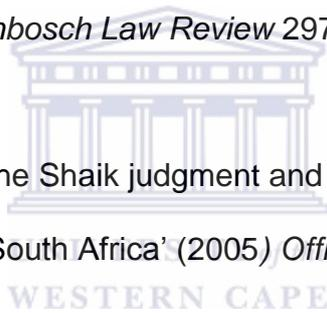 nbosch Law Review 297
he Shaik judgment and
South Africa’ (2005) Offi
WESTERN CAPE